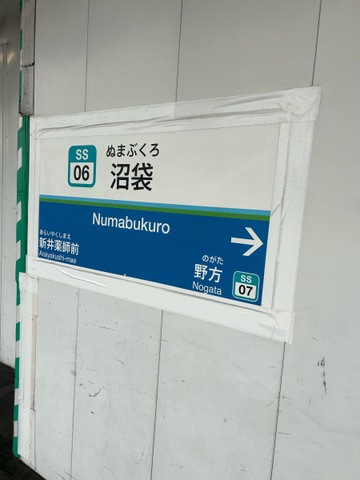 SS
06
ぬまぶくろ
沼袋
Numabukuro
あらいやくしまえ
新井薬師前
Araiyakushi-mae
のがた
野方
Nogata
SS
07